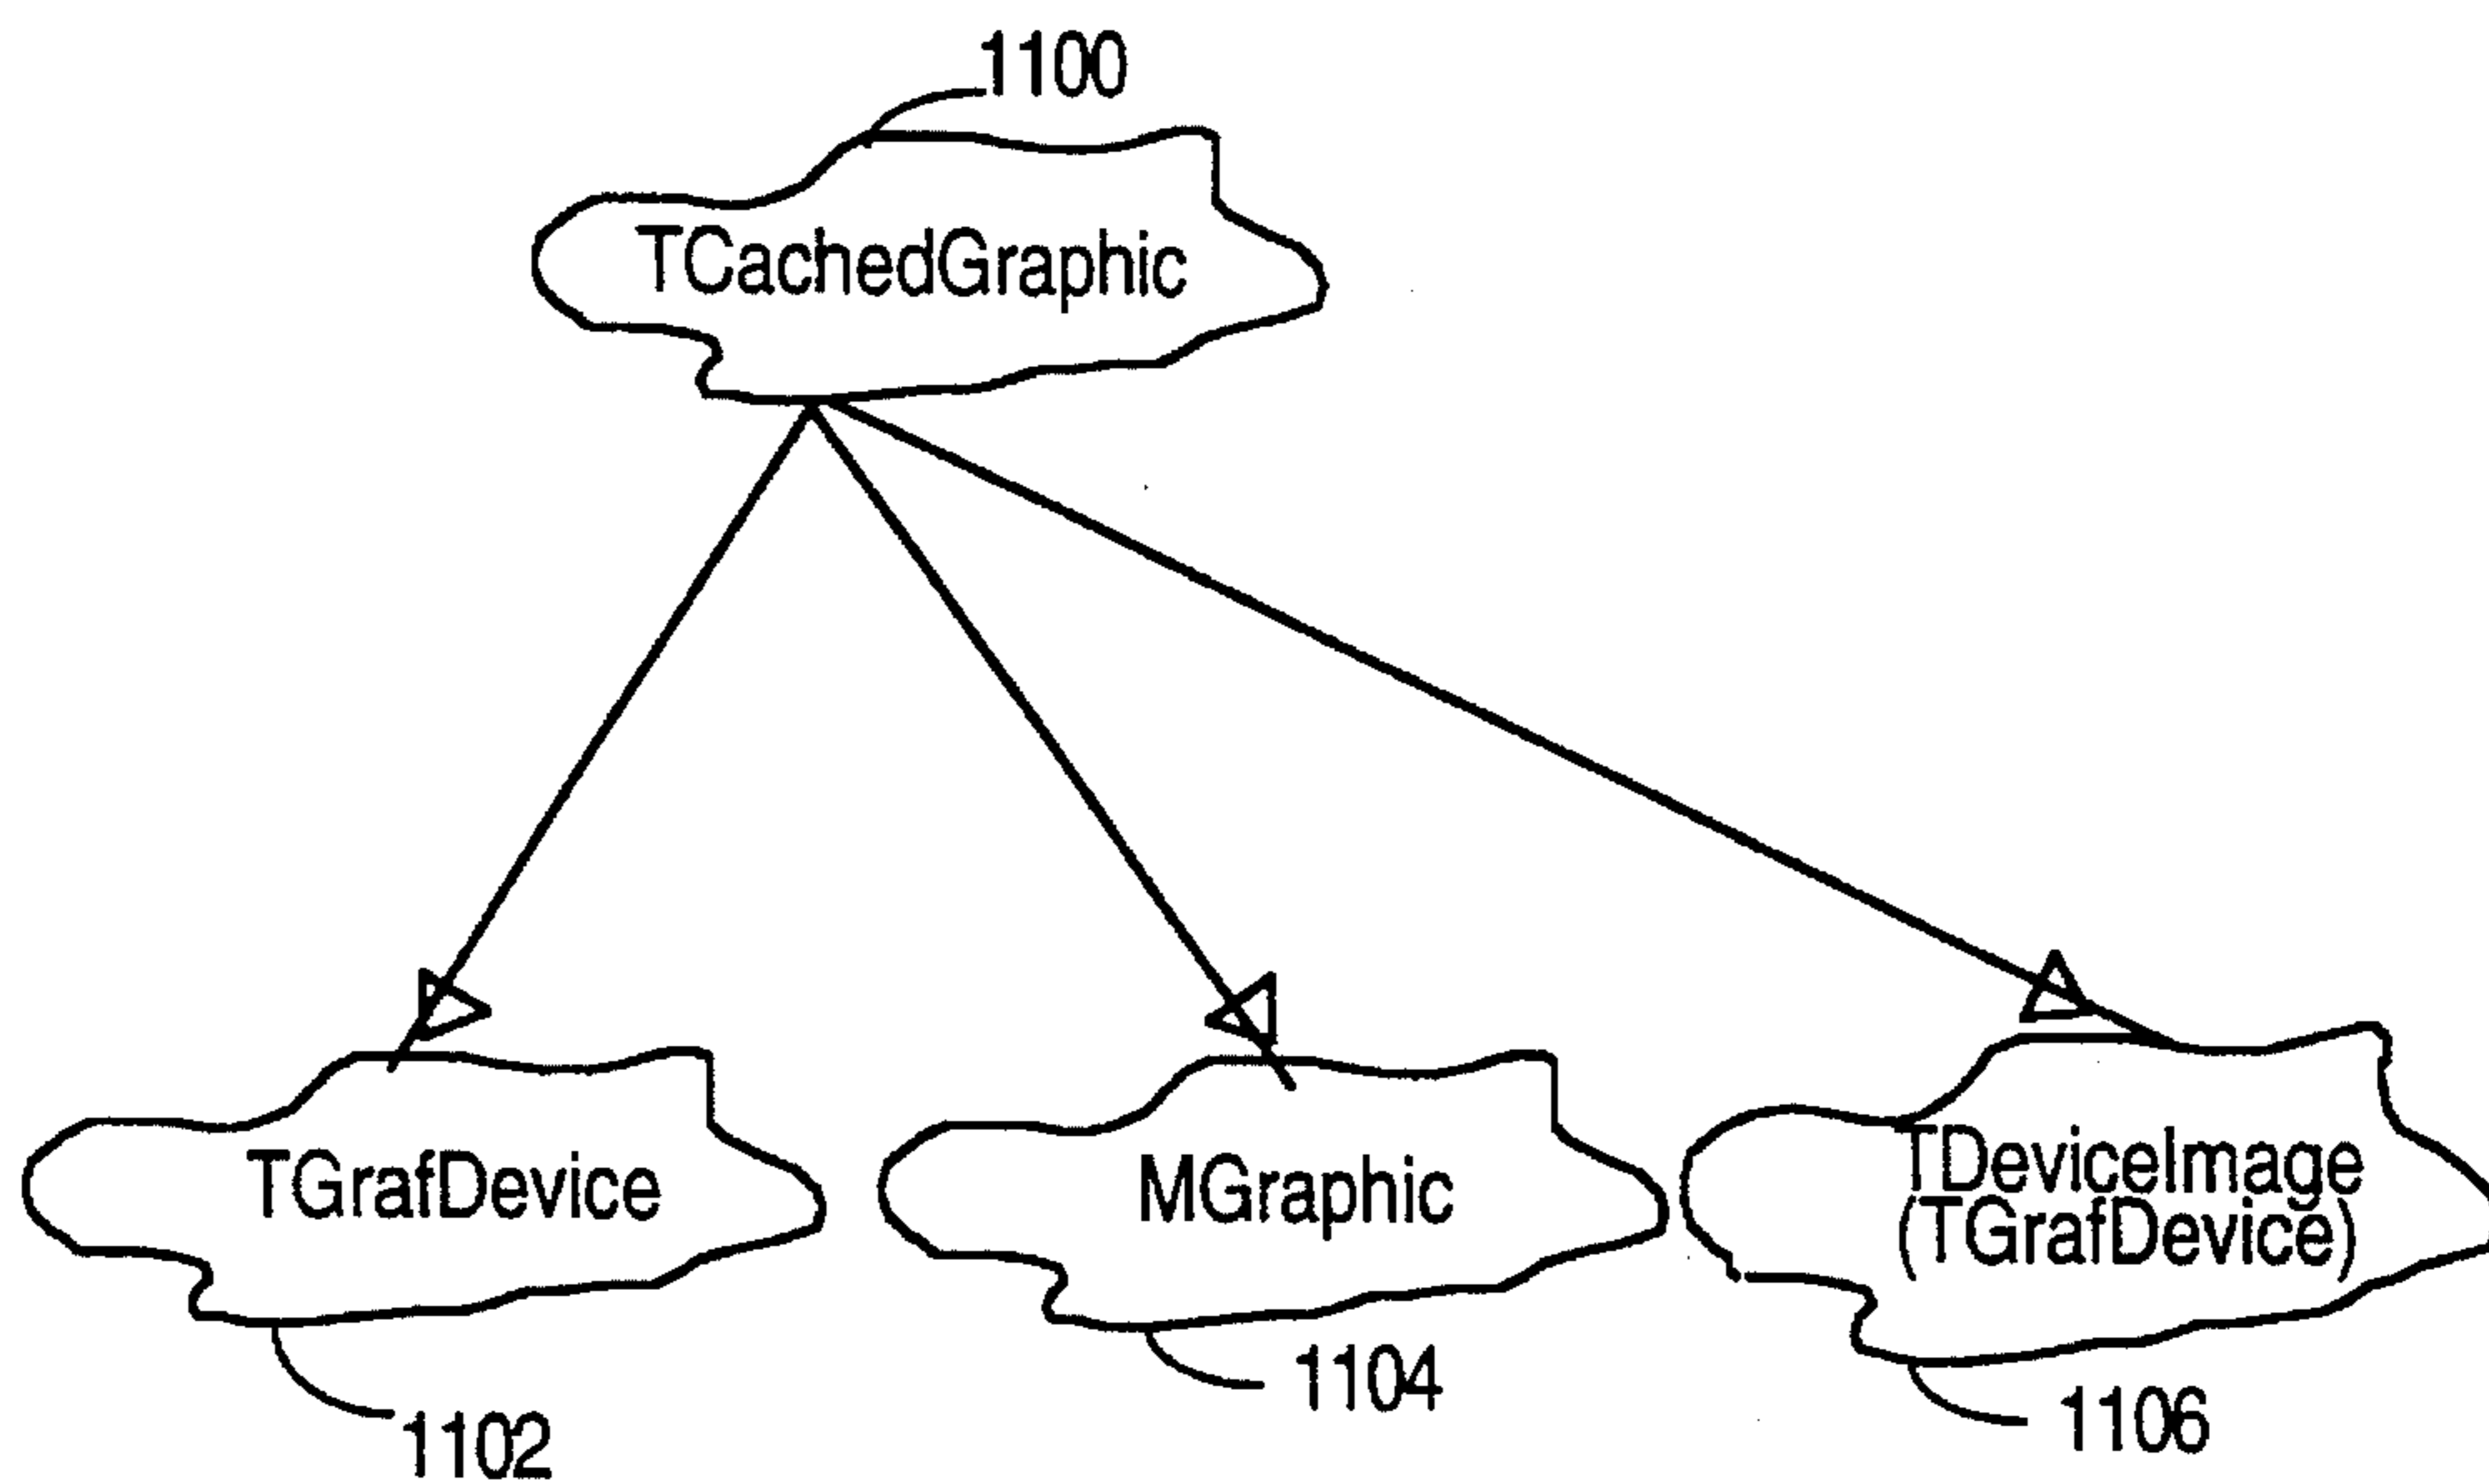 1100
TCachedGraphic
TGrafDevice
MGraphic
TDeviceImage
(TGrafDevice)
1104
1106
1102